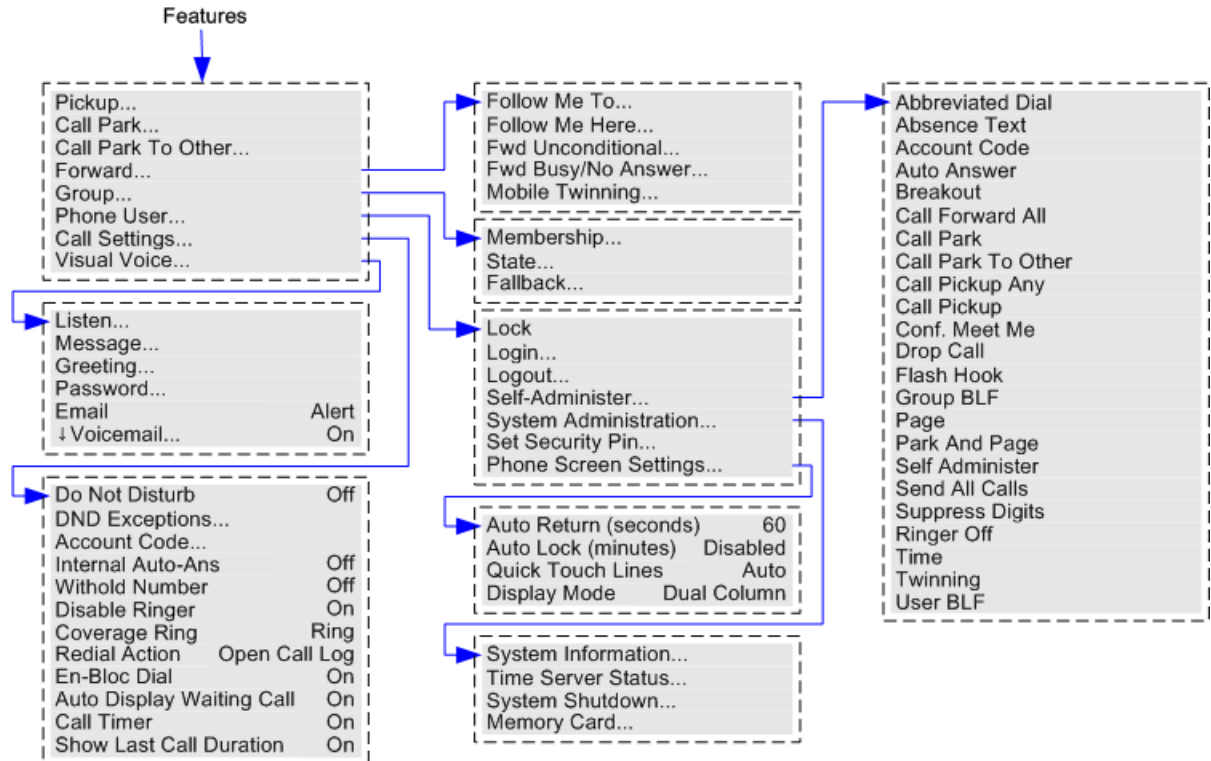 Features
Pickup...
Call Park...
Call Park To Other...
Forward...
Group...
Phone User...
Call Settings...
Visual Voice...
Listen...
Message...
Greeting...
Password...
Email Alert
↓Voicemail... On
Do Not Disturb Off
DND Exceptions...
Account Code...
Internal Auto-Ans Off
Withold Number Off
Disable Ringer On
Coverage Ring Ring
Redial Action Open Call Log
En-Bloc Dial On
Auto Display Waiting Call On
Call Timer On
Show Last Call Duration On
Follow Me To...
Follow Me Here...
Fwd Unconditional...
Fwd Busy/No Answer...
Mobile Twinning...
Membership...
State...
Fallback...
Lock
Login...
Logout...
Self-Administer...
System Administration...
Set Security Pin...
Phone Screen Settings...
Auto Return (seconds) 60
Auto Lock (minutes) Disabled
Quick Touch Lines Auto
Display Mode Dual Column
System Information...
Time Server Status...
System Shutdown...
Memory Card...
Abbreviated Dial
Absence Text
Account Code
Auto Answer
Breakout
Call Forward All
Call Park
Call Park To Other
Call Pickup Any
Call Pickup
Conf. Meet Me
Drop Call
Flash Hook
Group BLF
Page
Park And Page
Self Administer
Send All Calls
Suppress Digits
Ringer Off
Time
Twinning
User BLF